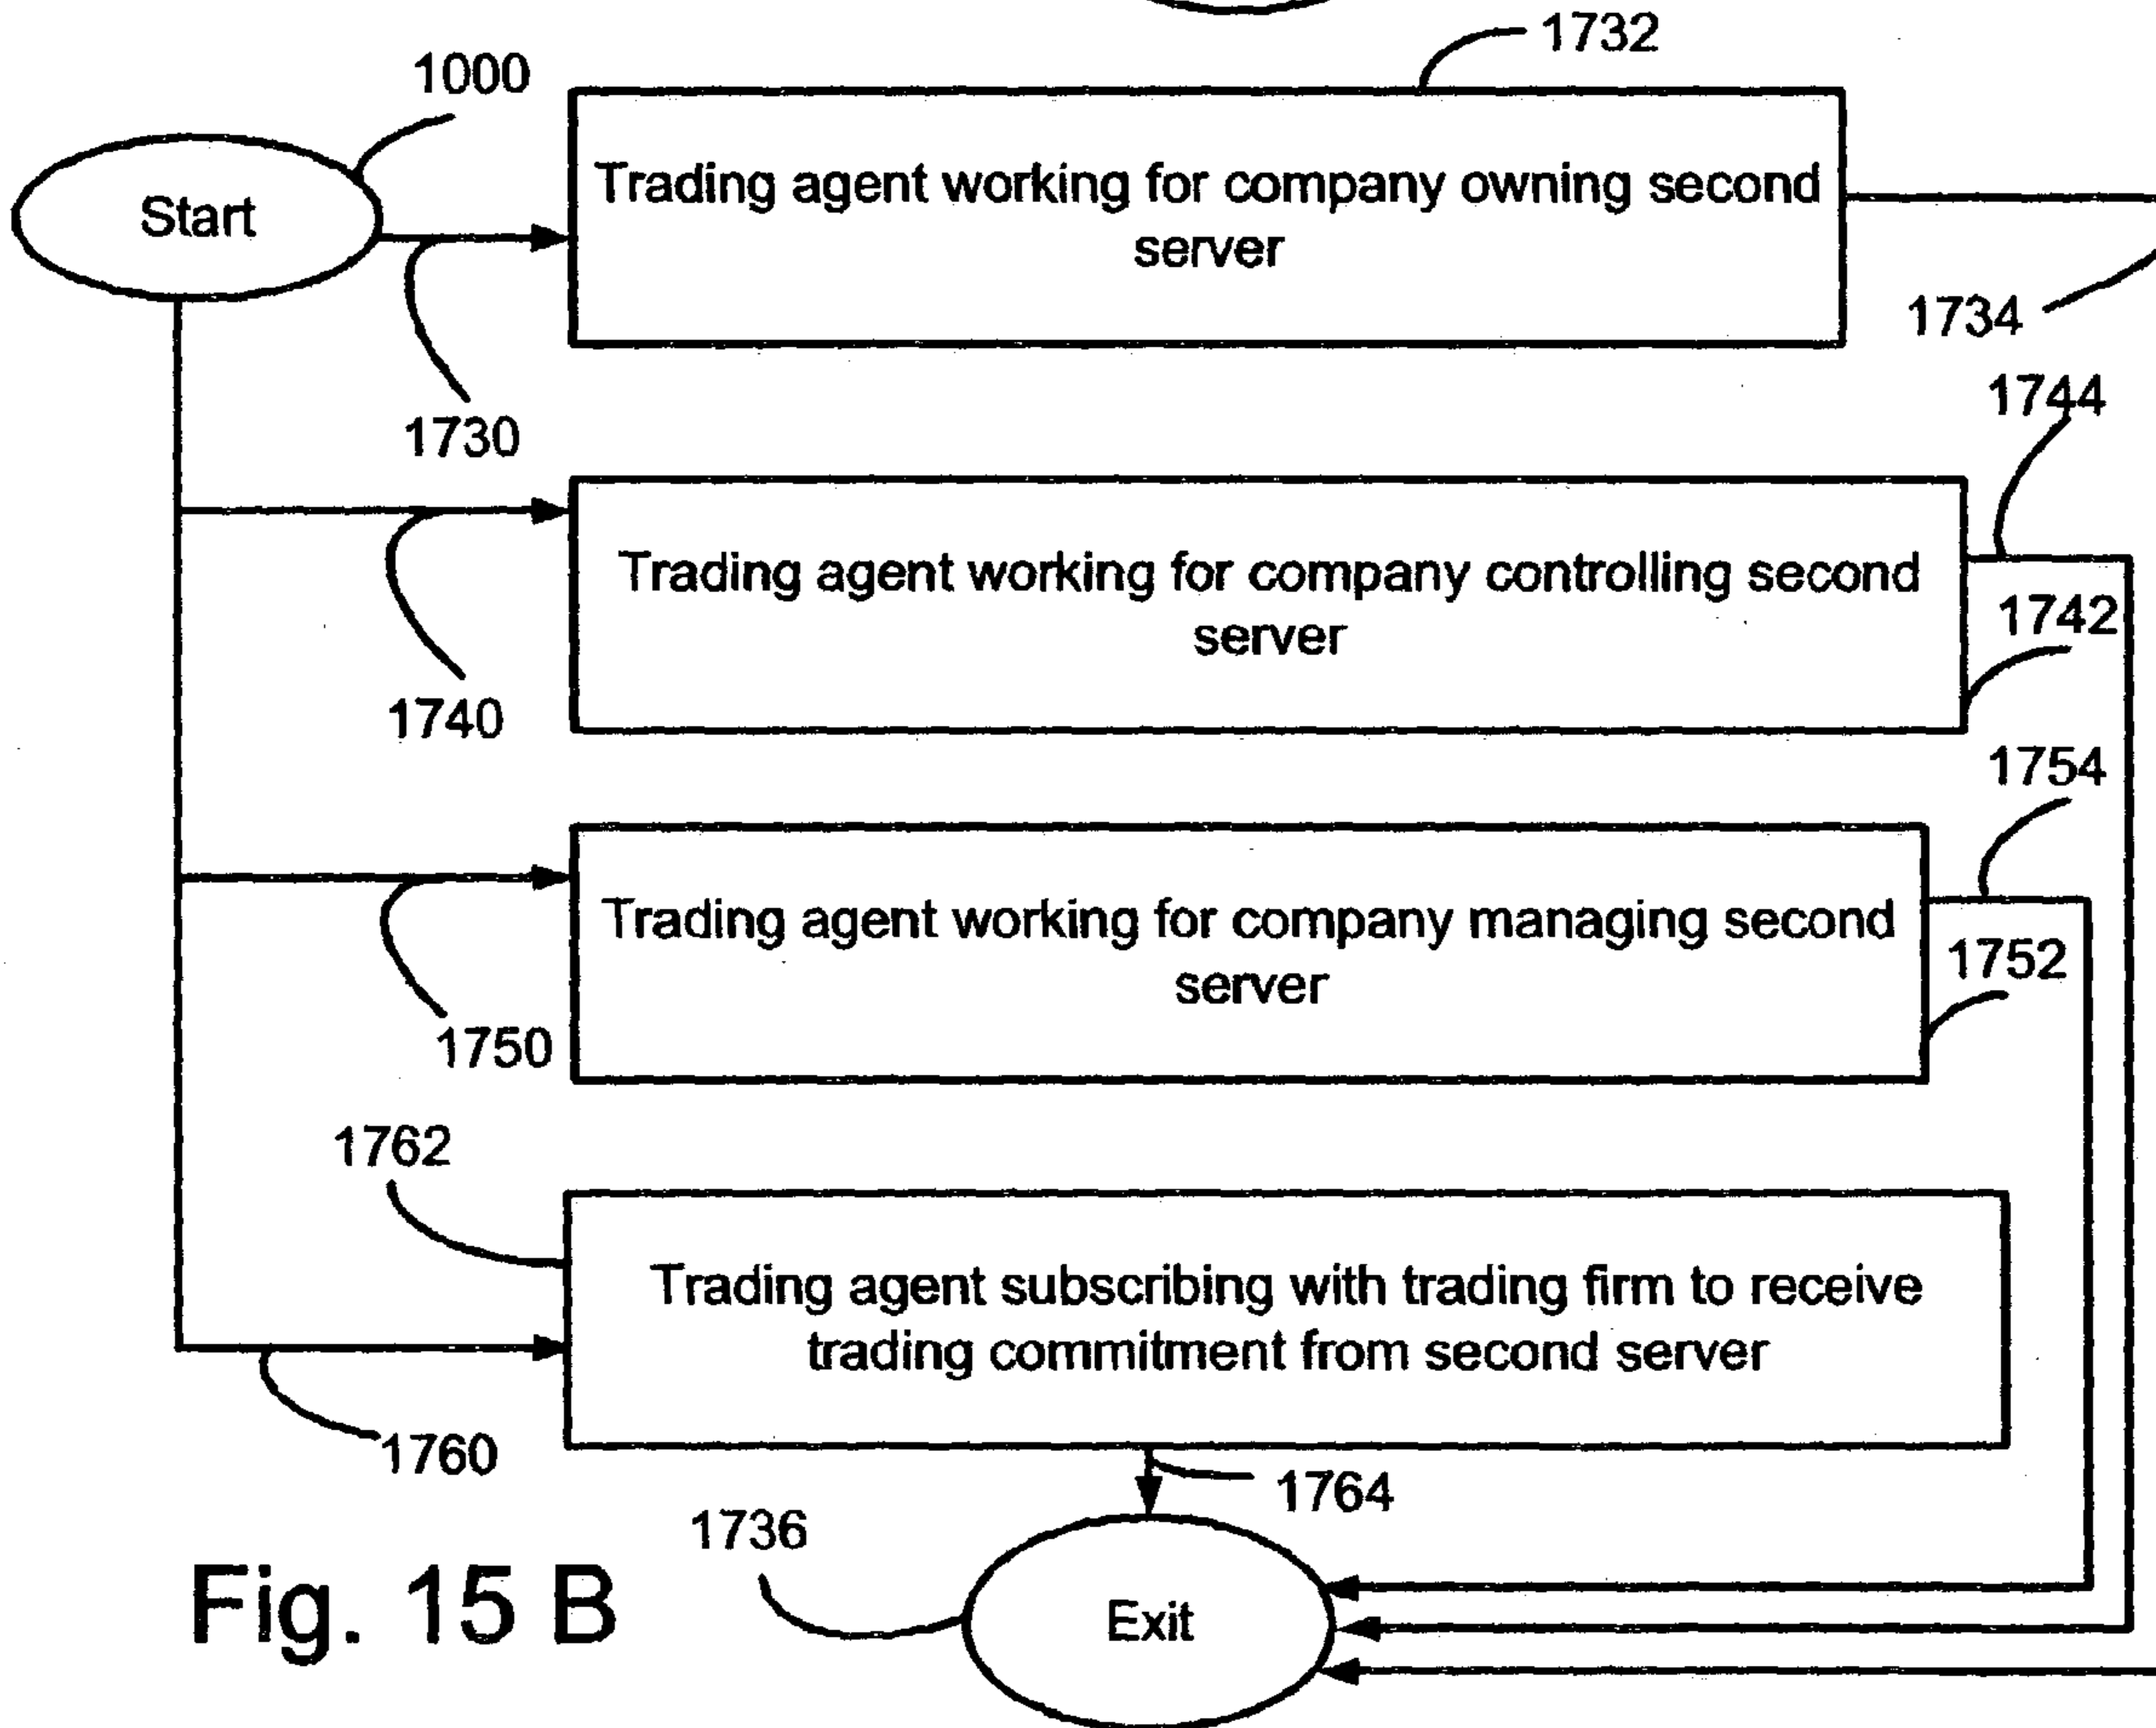 1732
1000
Start
Trading agent working for company owning second
server
1734
1730
1744
Trading agent working for company controlling second
server
1742
1740
1754
Trading agent working for company managing second
server
1752
1750
1762
Trading agent subscribing with trading firm to receive
trading commitment from second server
1760
1764
1736
Exit
Fig. 15 B